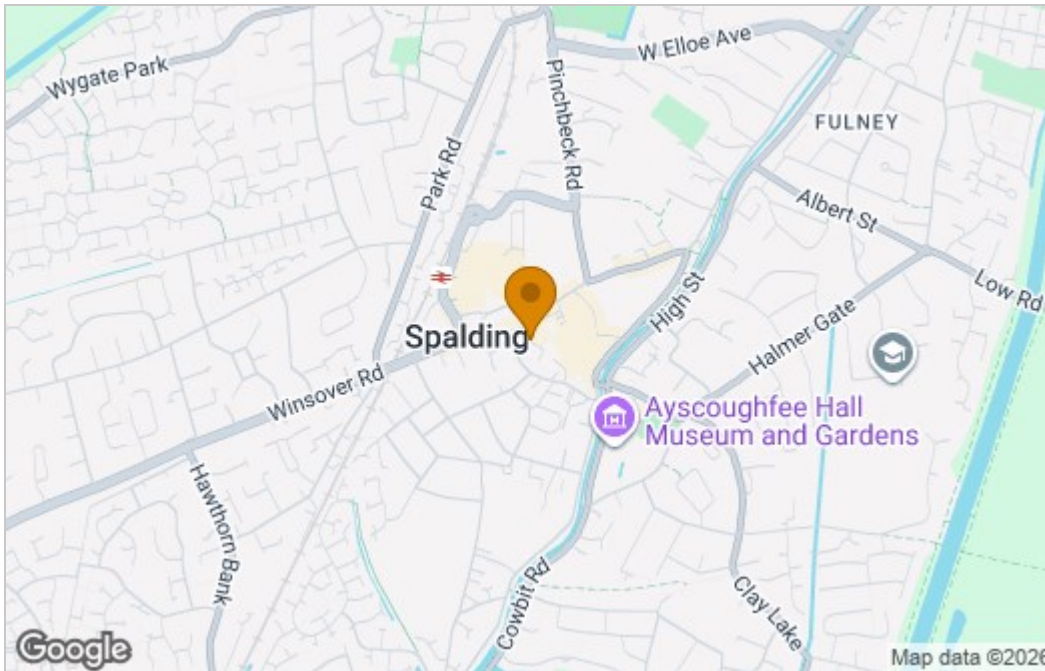 Wygate Park
W Elloe Ave
Pinchbeck Rd
FULNEY
Park Rd
Albert St
Low Rd
High St
Spalding
Halmer Gate
Winsover Rd
Ayscoughfee Hall
Museum and Gardens
Hawthorn Bank
Cowbit Rd
Clay Lake
Google
Map data ©2026